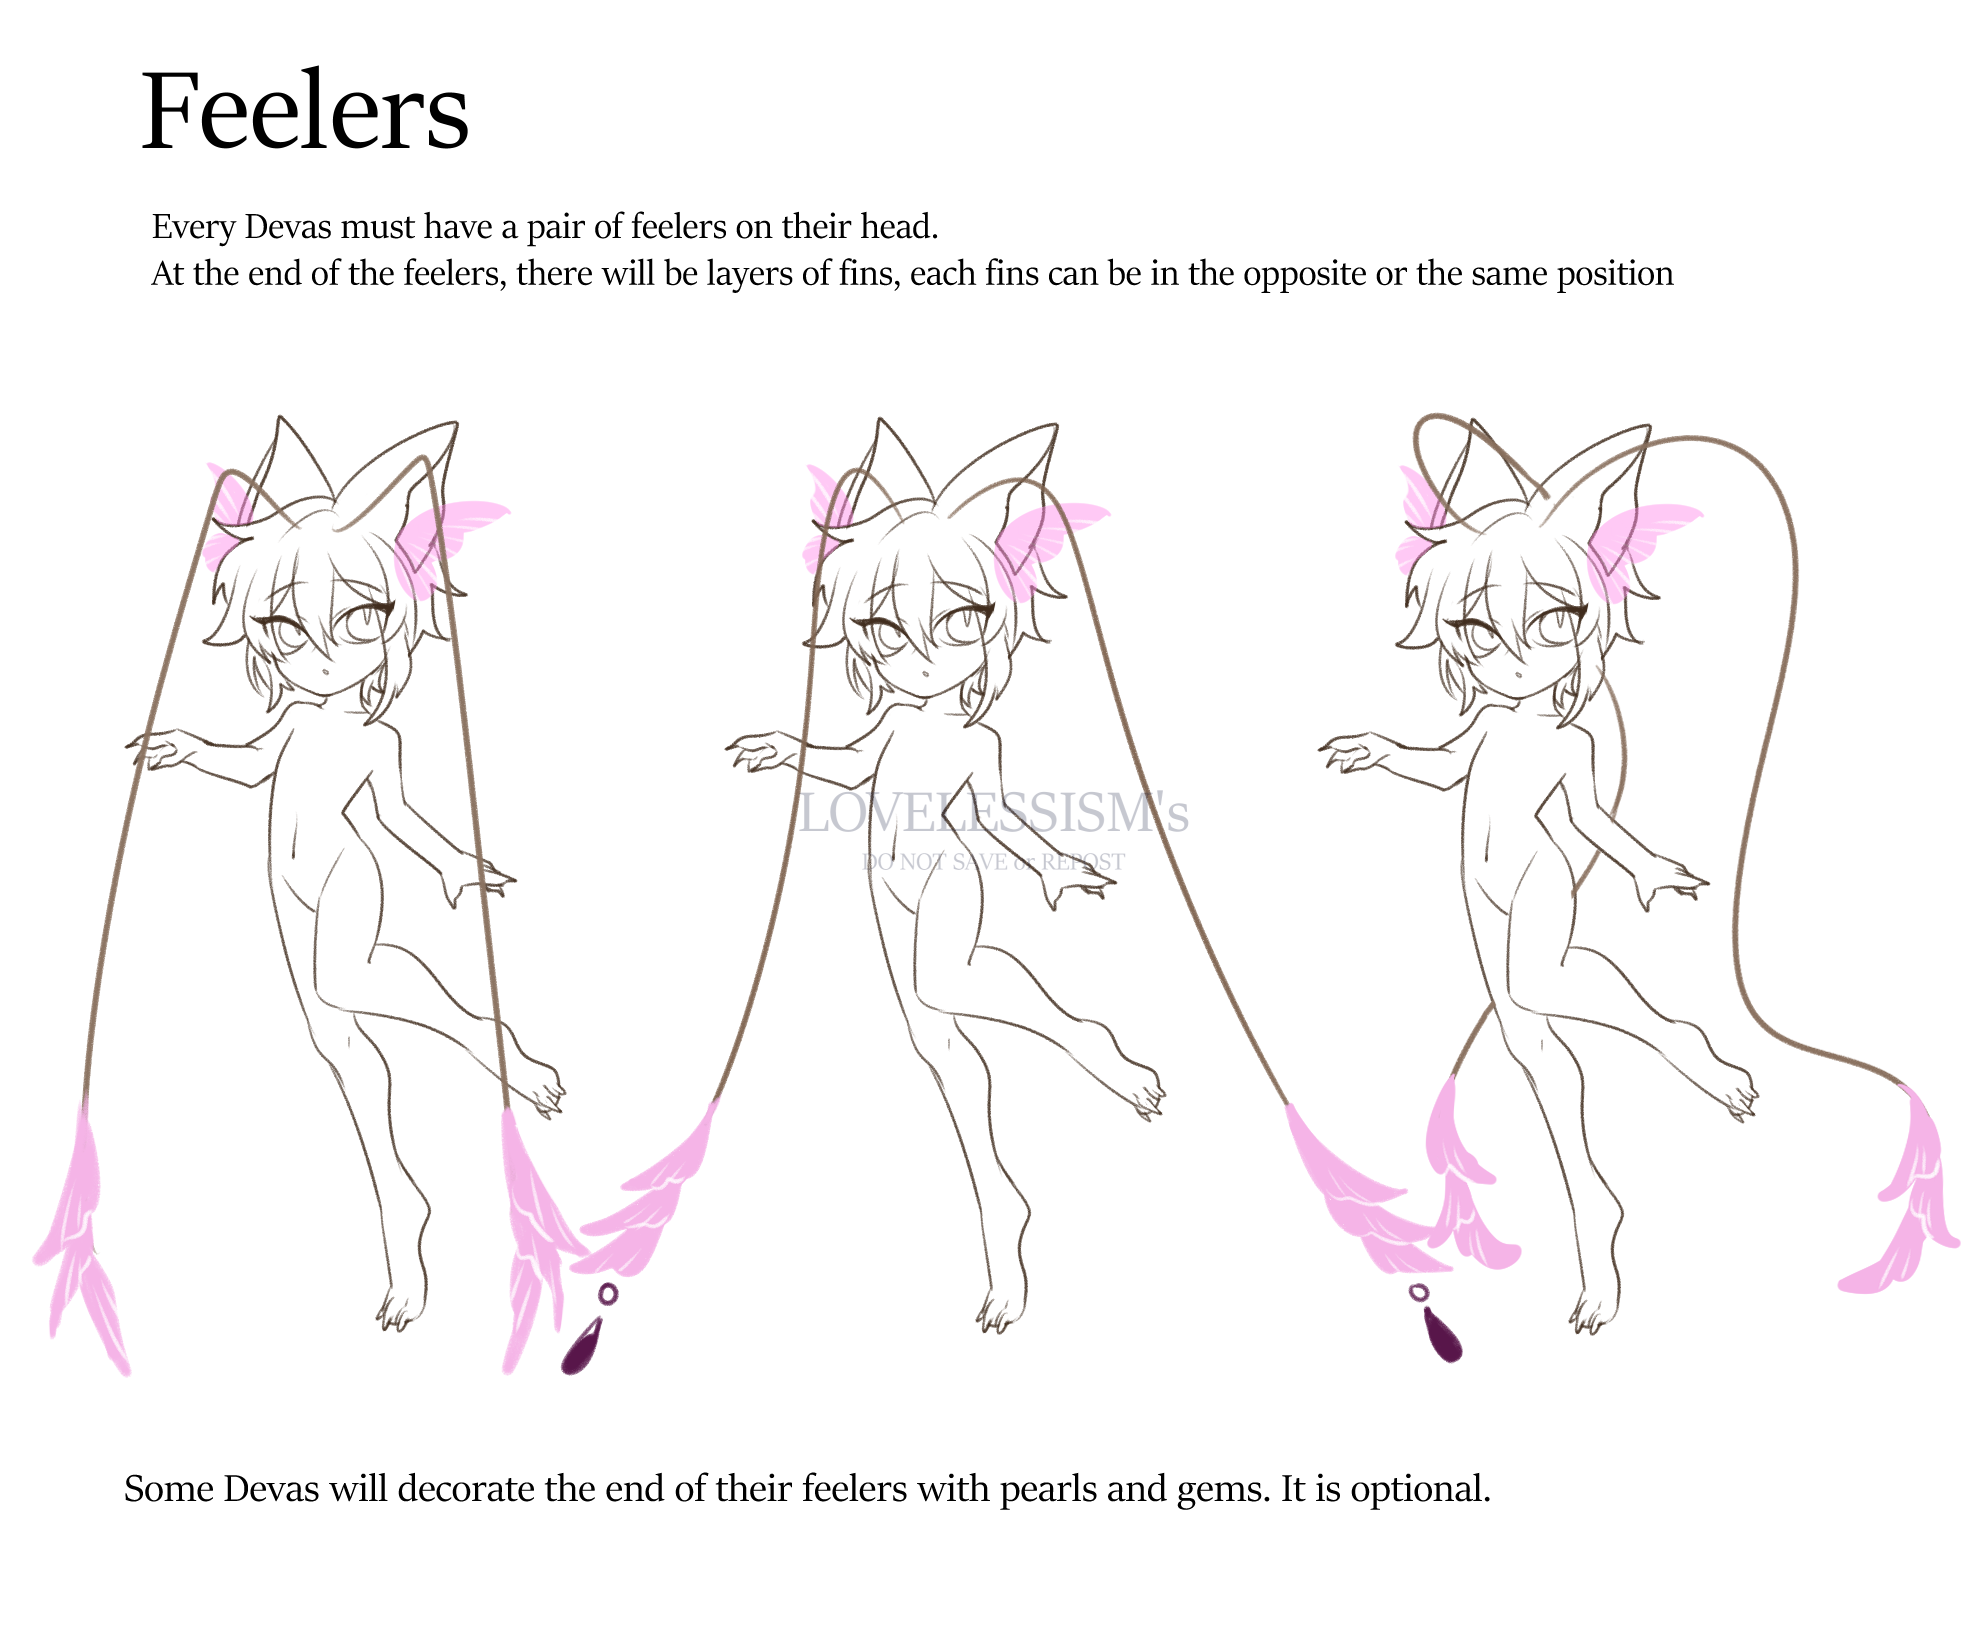 Feelers
Every Devas must have a pair of feelers on their head.
At the end of the feelers, there will be layers of fins, each fins can be in the opposite or the same position
LOVELESSISM's
DO NOT SAVE or REPOST
Some Devas will decorate the end of their feelers with pearls and gems. It is optional.